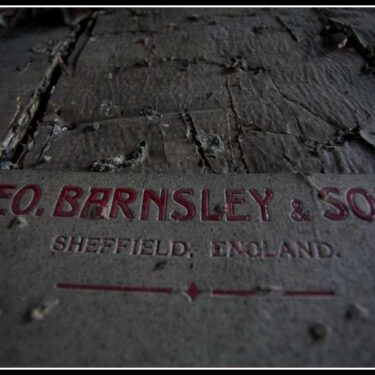 EO. BARNSLEY & SO
SHEFFIELD, ENGLAND.